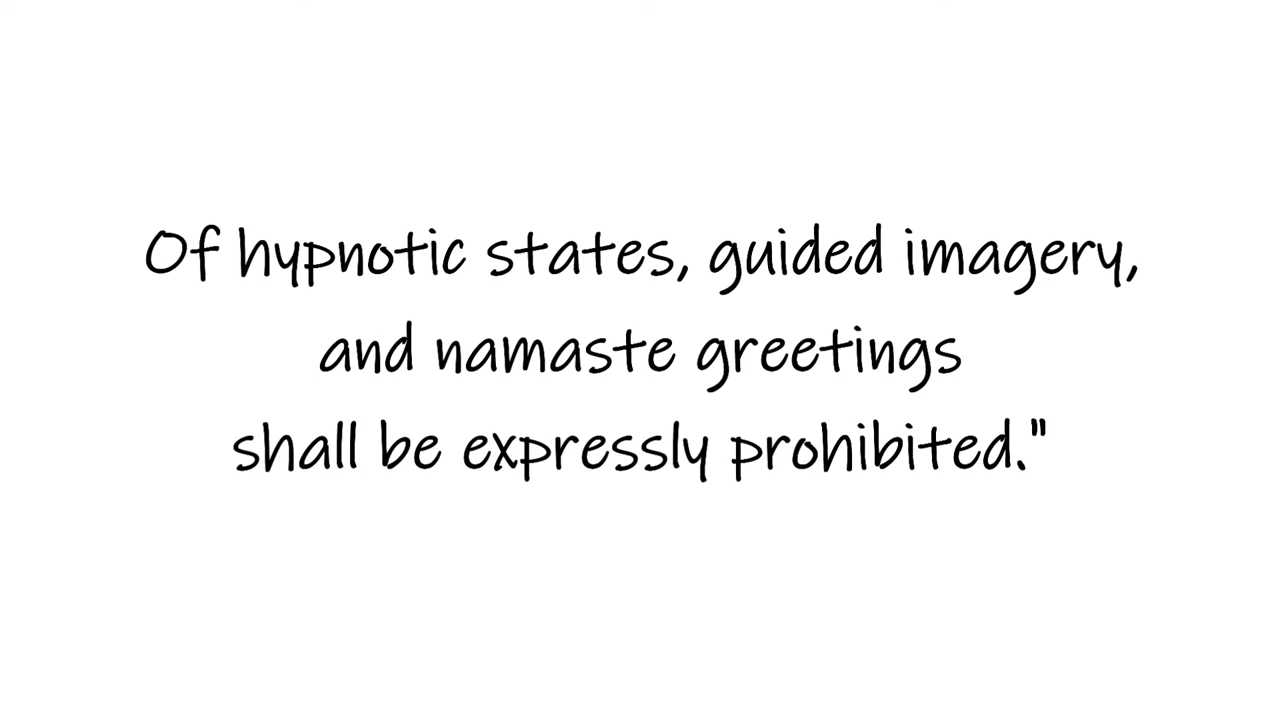 Of hypnotic states, guided imagery,
and namaste greetings
shall be expressly prohibited."